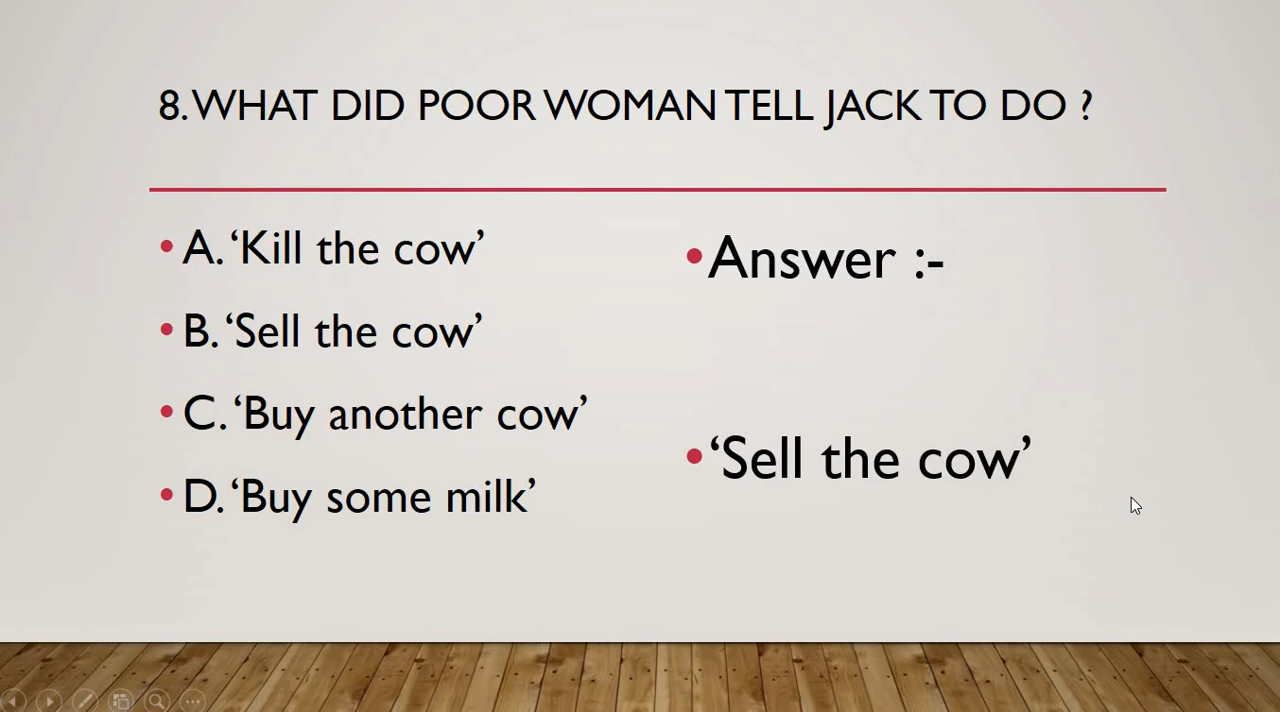 8. WHAT DID POOR WOMAN TELL JACK TO DO ?
• A. ‘Kill the cow’
• B. ‘Sell the cow’
• C. ‘Buy another cow’
• D. ‘Buy some milk’
• Answer :-
• ‘Sell the cow’